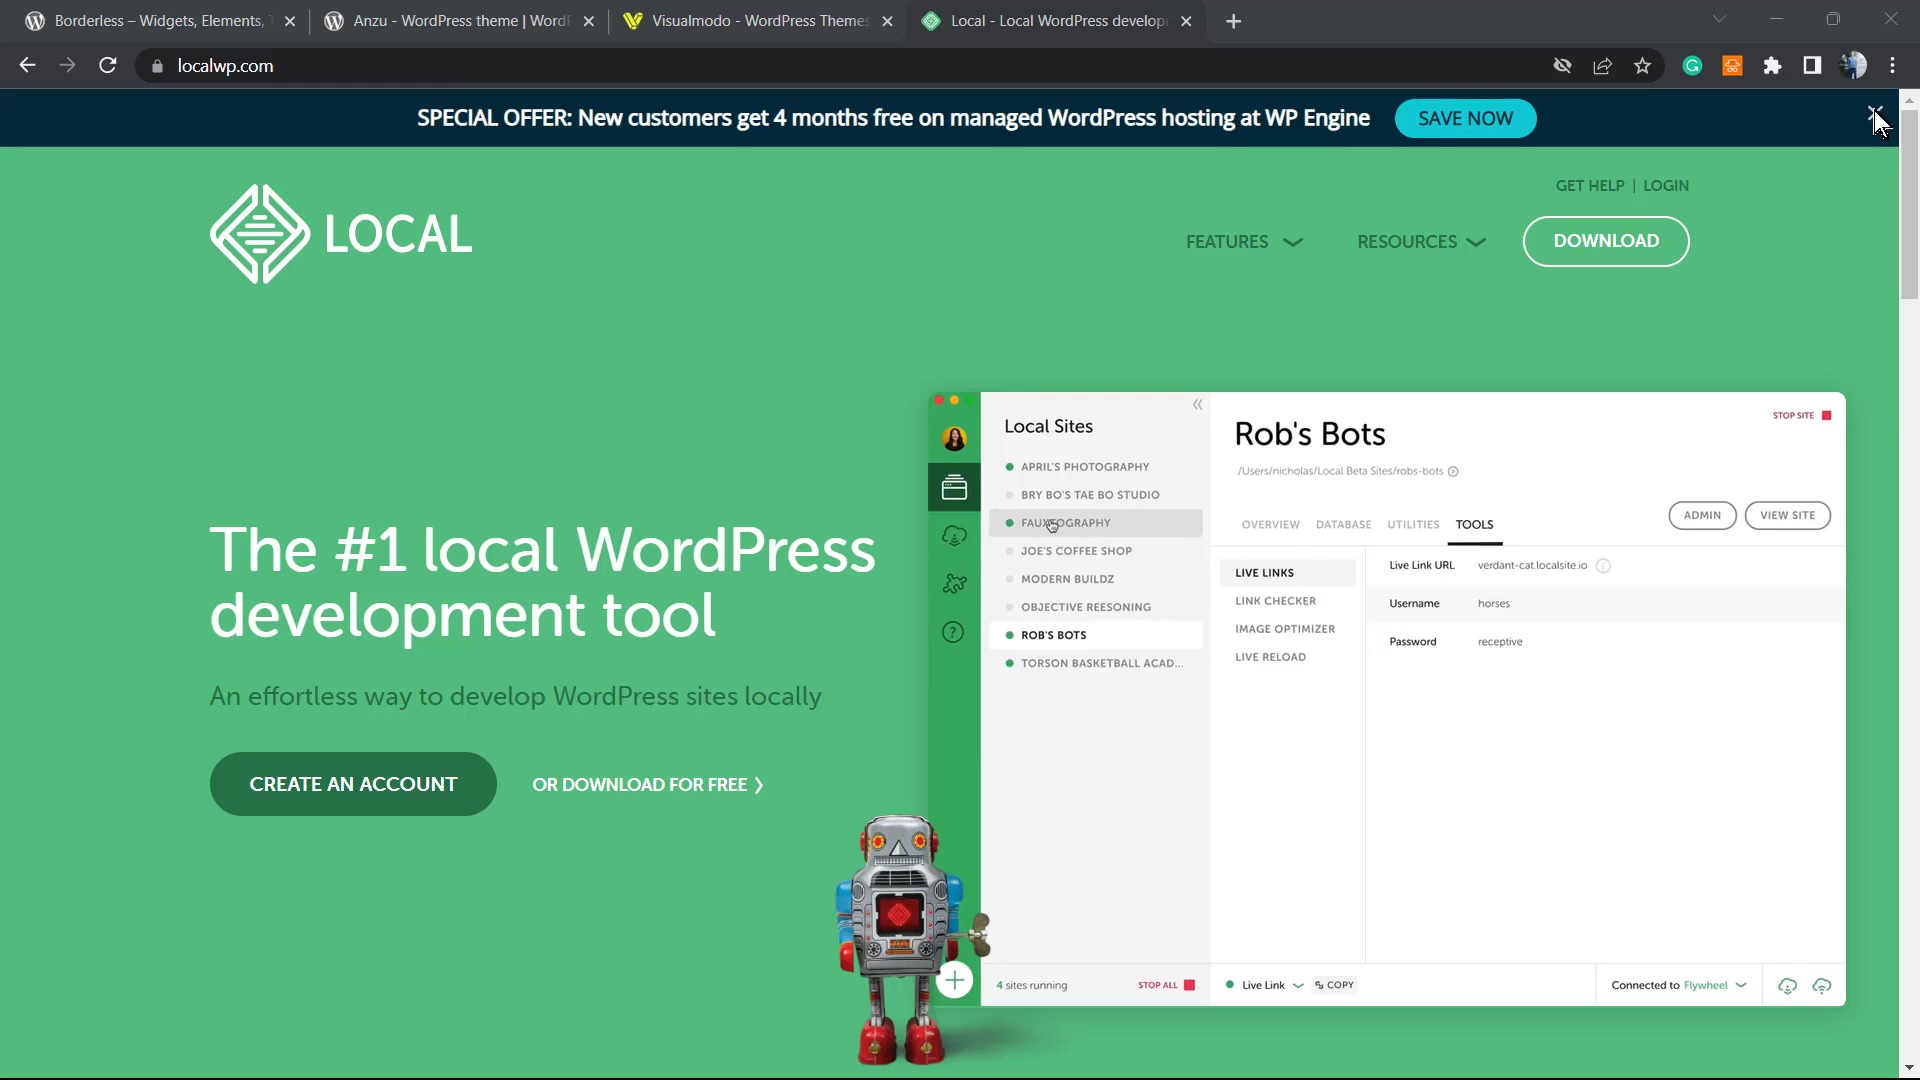 Borderless – Widgets, Elements,
Anzu - WordPress theme | Word
Visualmodo - WordPress Themes
Local - Local WordPress develop
localwp.com
SPECIAL OFFER: New customers get 4 months free on managed WordPress hosting at WP Engine
SAVE NOW
GET HELP | LOGIN
LOCAL
FEATURES
RESOURCES
DOWNLOAD
The #1 local WordPress
development tool
An effortless way to develop WordPress sites locally
CREATE AN ACCOUNT
OR DOWNLOAD FOR FREE
Local Sites
APRIL'S PHOTOGRAPHY
BRY BO'S TAE BO STUDIO
JOE'S COFFEE SHOP
MODERN BUILDZ
OBJECTIVE REESONING
ROB'S BOTS
TORSON BASKETBALL ACAD...
4 sites running
STOP ALL
Rob's Bots
STOP SITE
/Users/nicholas/Local Beta Sites/robs-bots
OVERVIEW DATABASE UTILITIES TOOLS
ADMIN
VIEW SITE
LIVE LINKS
LINK CHECKER
IMAGE OPTIMIZER
LIVE RELOAD
Live Link URL verdant-cat.localsite.io
Username horses
Password receptive
Live Link
COPY
Connected to Flywheel